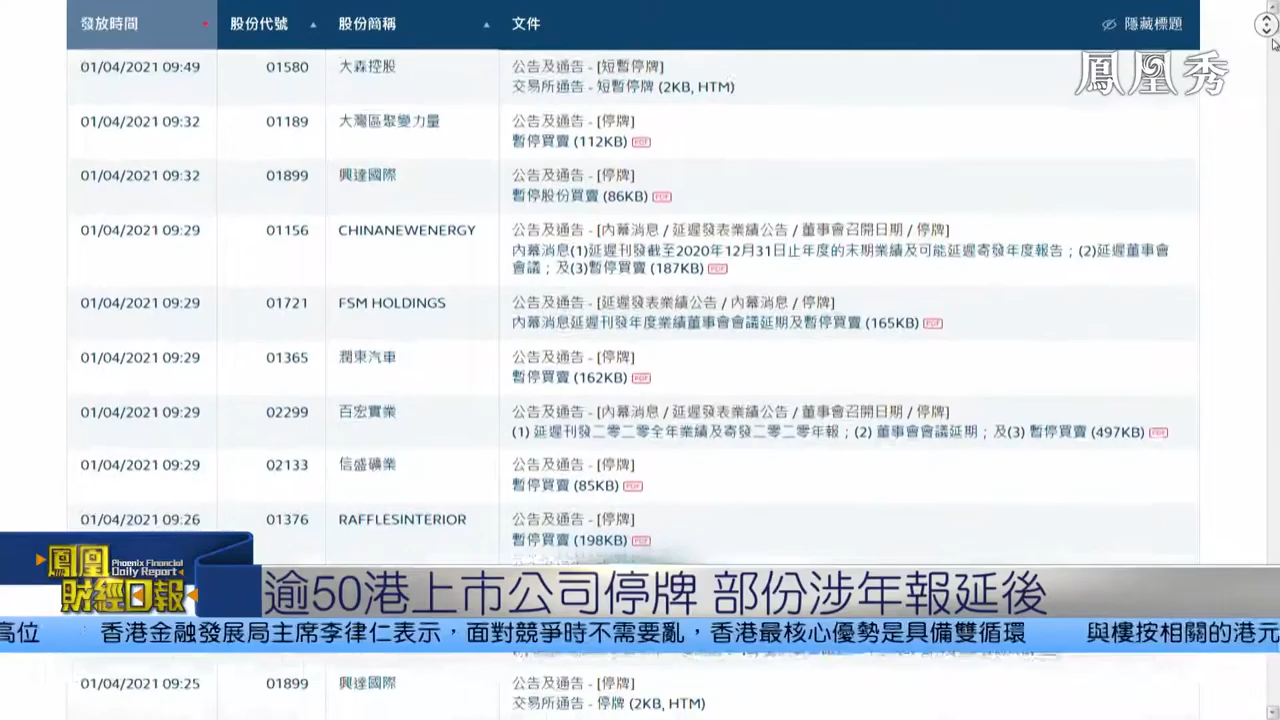 發放時間 股份代號 股份簡稱 文件 隱藏標題
鳳凰秀
01/04/2021 09:49 01580 大森控股 公告及通告 - [短暫停牌]
交易所通告 - 短暫停牌 (2KB, HTM)
01/04/2021 09:32 01189 大灣區聚變力量 公告及通告 - [停牌]
暫停買賣 (112KB) PDF
01/04/2021 09:32 01899 興達國際 公告及通告 - [停牌]
暫停股份買賣 (86KB) PDF
01/04/2021 09:29 01156 CHINANEWENERGY 公告及通告 - [內幕消息 / 延遲發表業績公告 / 董事會召開日期 / 停牌]
內幕消息(1)延遲刊發截至2020年12月31日止年度的末期業績及可能延遲寄發年度報告；(2)延遲董事會
會議；及(3)暫停買賣 (187KB) PDF
01/04/2021 09:29 01721 FSM HOLDINGS 公告及通告 - [延遲發表業績公告 / 內幕消息 / 停牌]
內幕消息延遲刊發年度業績董事會會議延期及暫停買賣 (165KB) PDF
01/04/2021 09:29 01365 潤東汽車 公告及通告 - [停牌]
暫停買賣 (162KB) PDF
01/04/2021 09:29 02299 百宏實業 公告及通告 - [內幕消息 / 延遲發表業績公告 / 董事會召開日期 / 停牌]
(1) 延遲刊發二零二零全年業績及寄發二零二零年報；(2) 董事會會議延期；及(3) 暫停買賣 (497KB) PDF
01/04/2021 09:29 02133 信盛礦業 公告及通告 - [停牌]
暫停買賣 (85KB) PDF
01/04/2021 09:26 01376 RAFFLESINTERIOR 公告及通告 - [停牌]
暫停買賣 (198KB) PDF
鳳凰 Phoenix Financial
Daily Report
財經日報
逾50港上市公司停牌 部份涉年報延後
高位 香港金融發展局主席李律仁表示，面對競爭時不需要亂，香港最核心優勢是具備雙循環 與樓按相關的港元
01/04/2021 09:25 01899 興達國際 公告及通告 - [停牌]
交易所通告 - 停牌 (2KB, HTM)